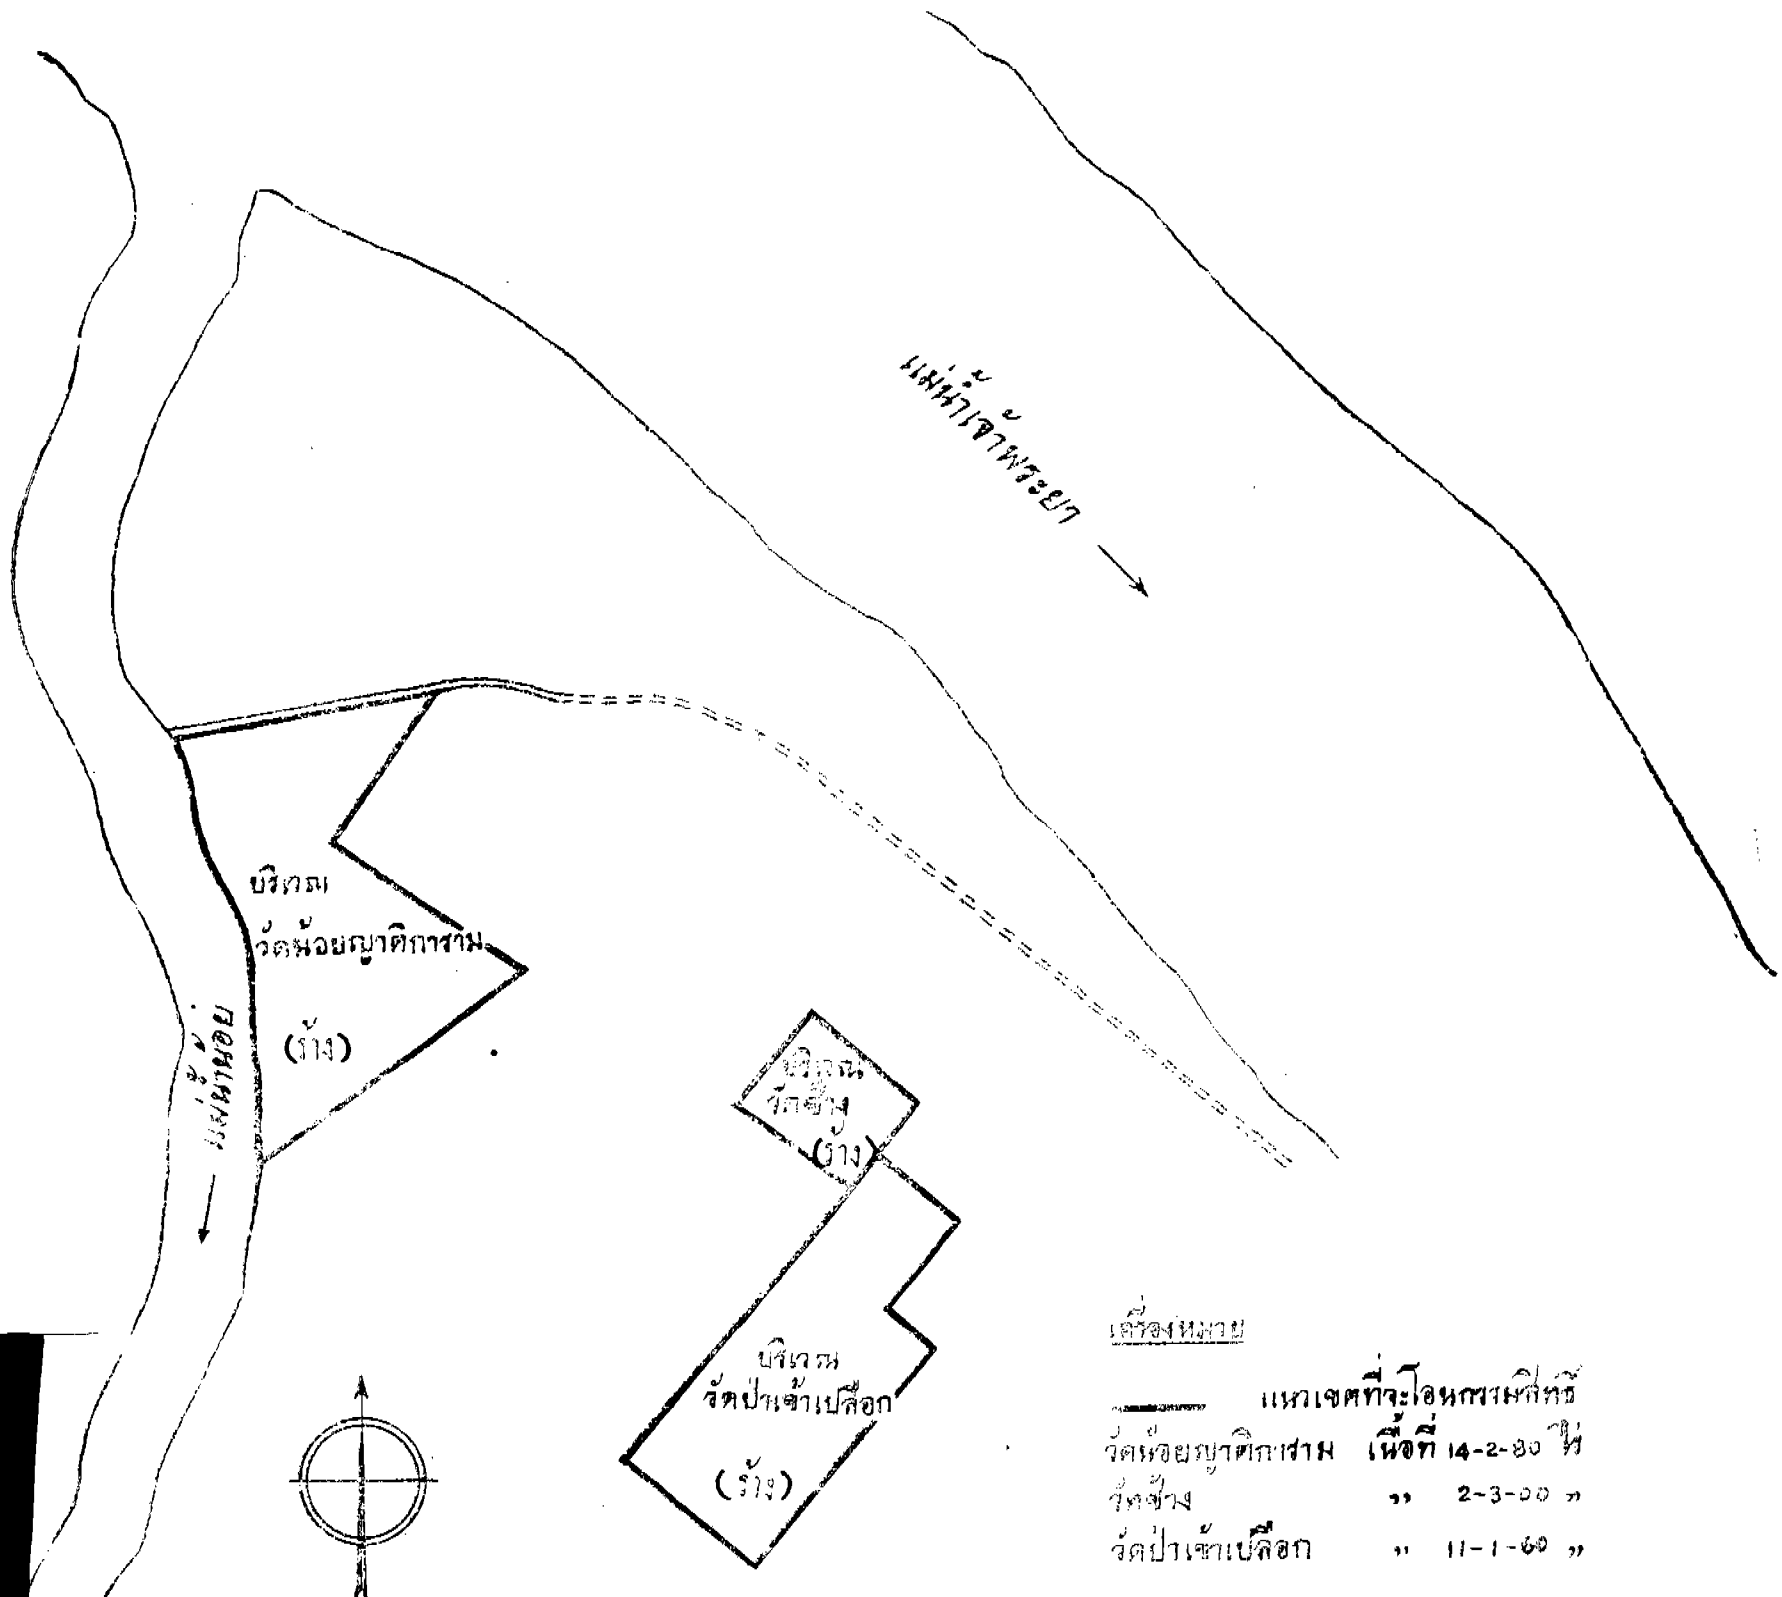 แม่น้ำเจ้าพระยา
บริเวณ
วัดน้อยญาติการาม
(ร้าง)
แม่น้ำน้อย
บริเวณ
วัดช้าง
(ร้าง)
บริเวณ
วัดป่าเข้าเปลือก
(ร้าง)
เครื่องหมาย
แนวเขตที่จะโอนกรรมสิทธิ์
วัดน้อยญาติการาม เนื้อที่ 14-2-80 ไร่
วัดช้าง " 2-3-00 "
วัดป่าเข้าเปลือก " 11-1-60 "